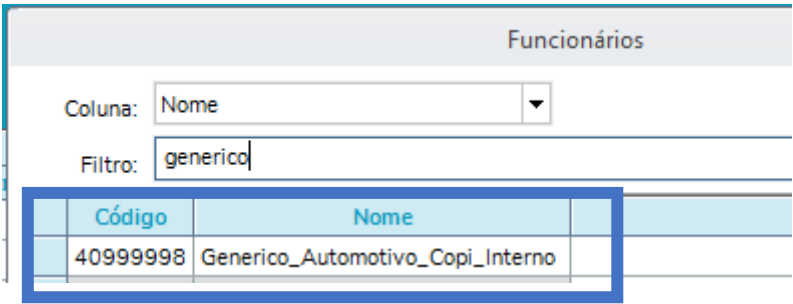 Funcionários
Coluna: Nome
Filtro: generico
Código Nome
40999998 Generico_Automotivo_Copi_Interno